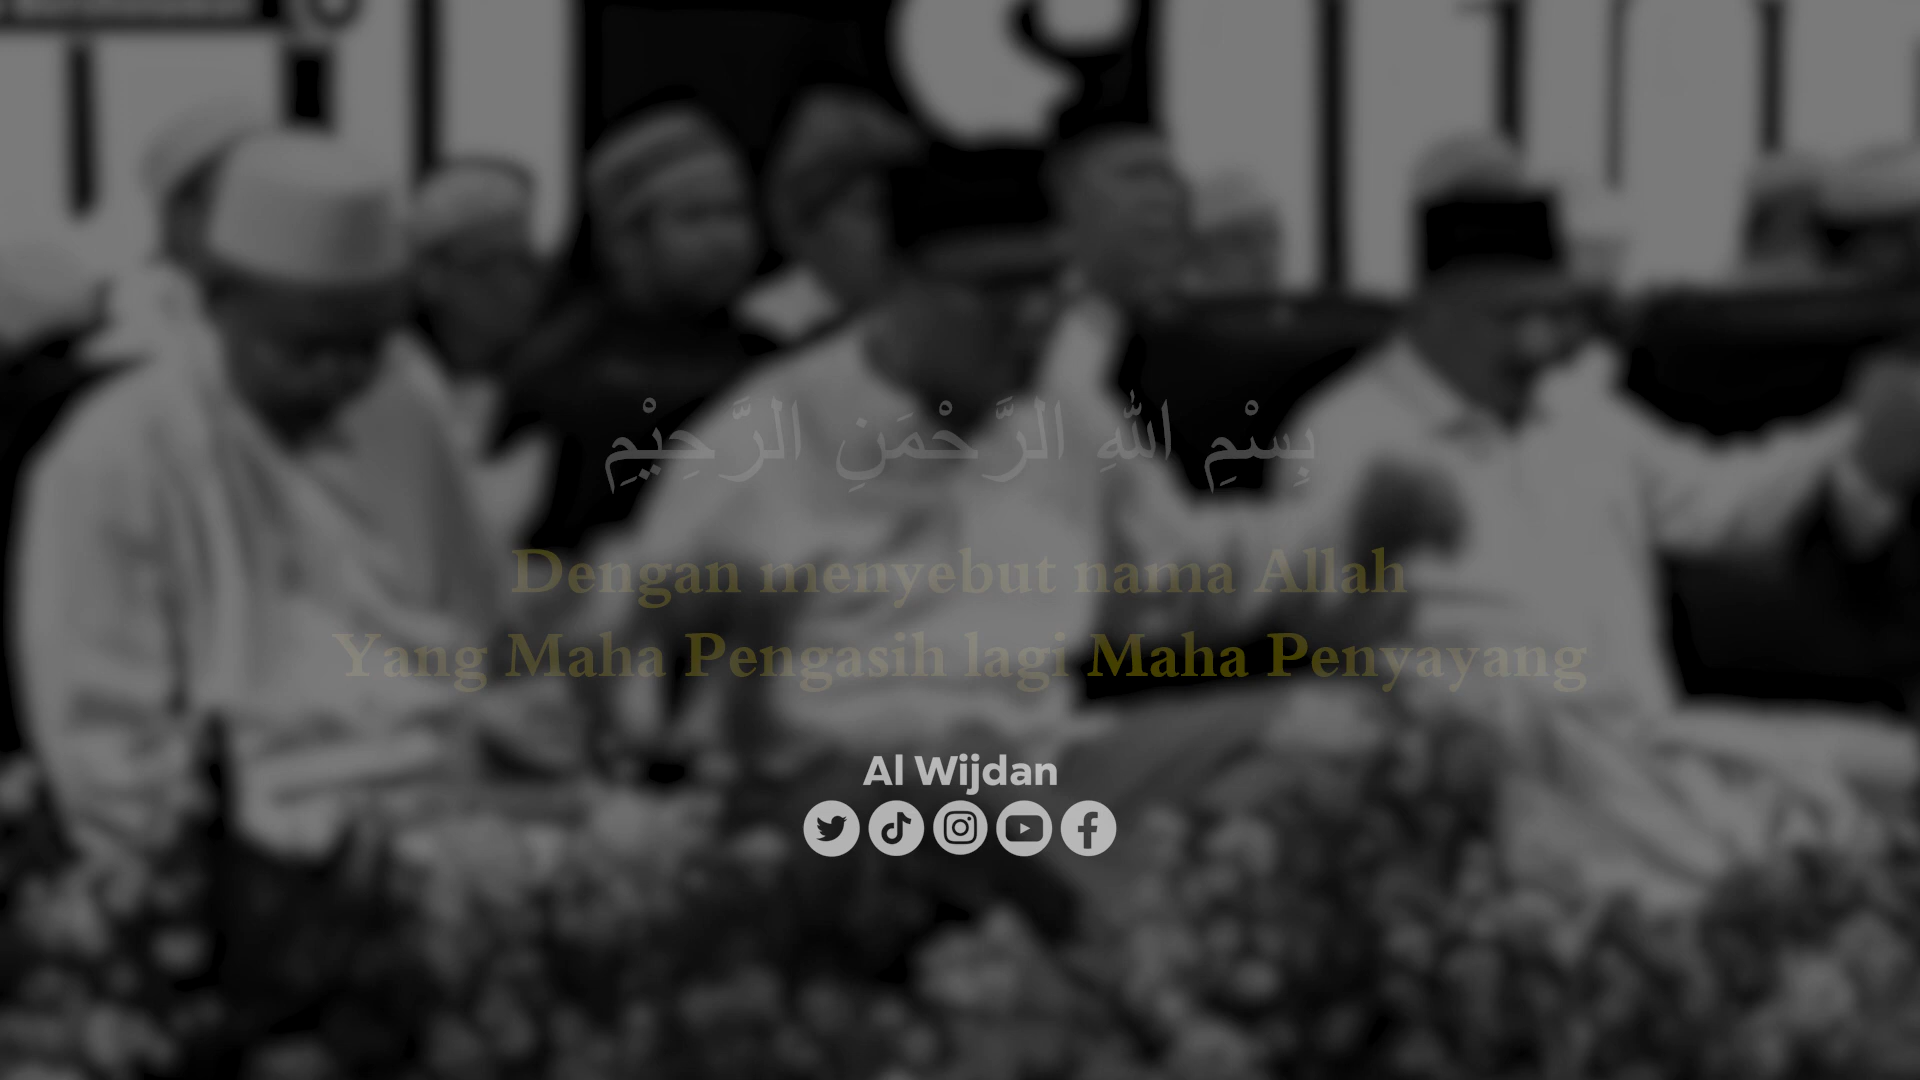 بِسْمِ اللهِ الرَّحْمَنِ الرَّحِيْمِ
Dengan menyebut nama Allah
Yang Maha Pengasih lagi Maha Penyayang
Al Wijdan